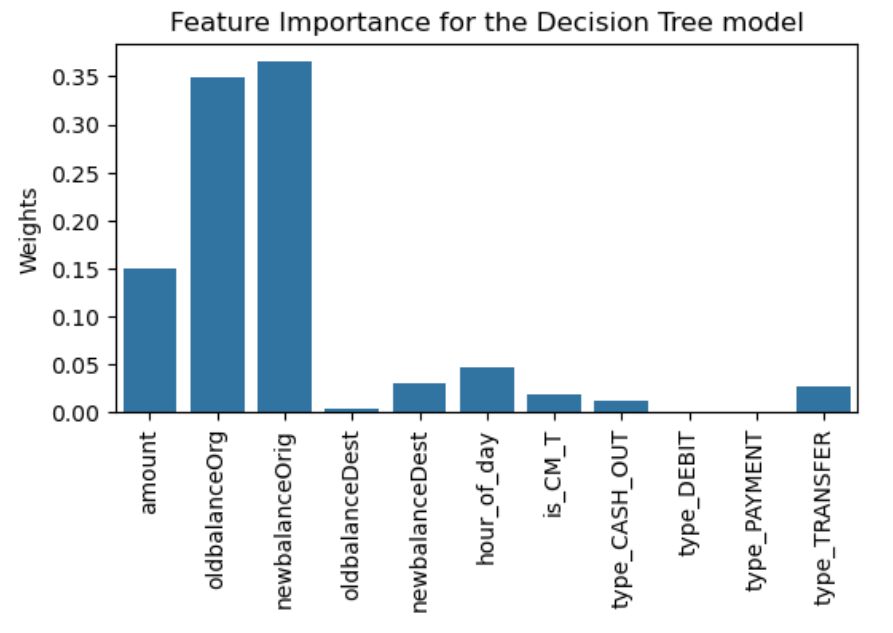 Feature Importance for the Decision Tree model
Weights
0.35
0.30
0.25
0.20
0.15
0.10
0.05
0.00
amount
oldbalanceOrg
newbalanceOrig
oldbalanceDest
newbalanceDest
hour_of_day
is_CM_T
type_CASH_OUT
type_DEBIT
type_PAYMENT
type_TRANSFER